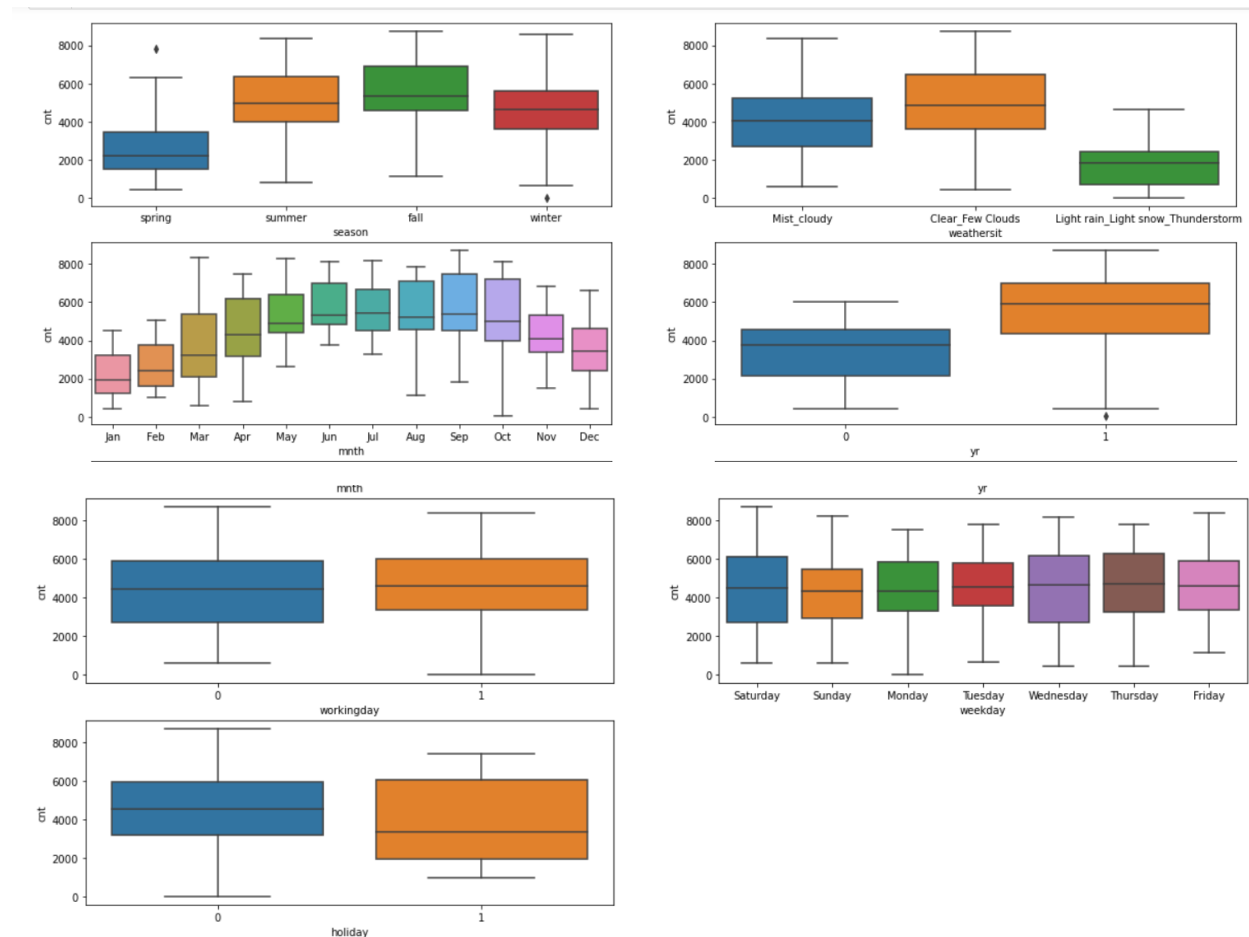 8000
6000
4000
2000
0
cnt
spring summer fall winter
season
8000
6000
4000
2000
0
cnt
Mist_cloudy Clear_Few Clouds Light rain_Light snow_Thunderstorm
weathersit
8000
6000
4000
2000
0
cnt
Jan Feb Mar Apr May Jun Jul Aug Sep Oct Nov Dec
mnth
8000
6000
4000
2000
0
cnt
0 1
yr
mnth
8000
6000
4000
2000
0
cnt
0 1
workingday
yr
8000
6000
4000
2000
0
cnt
Saturday Sunday Monday Tuesday Wednesday Thursday Friday
weekday
8000
6000
4000
2000
0
cnt
0 1
holiday